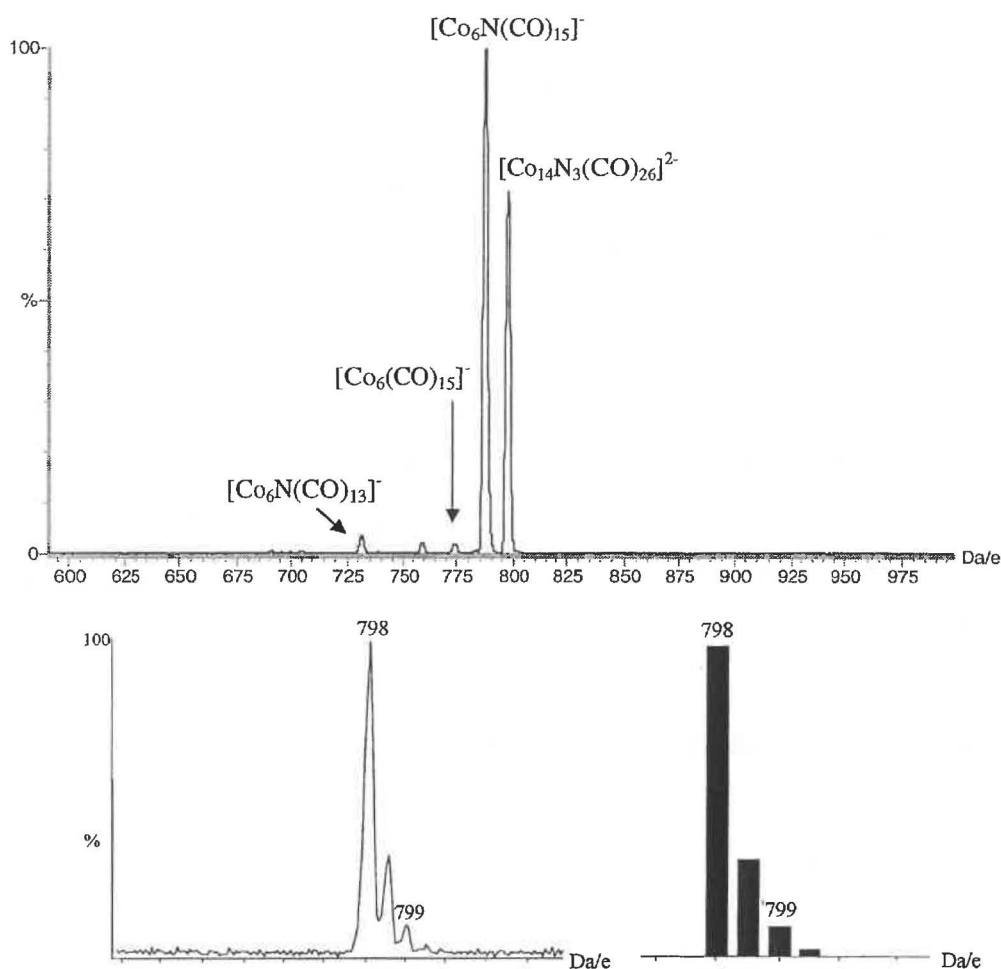 [Co₆N(CO)₁₅]⁻
100
[Co₁₄N₃(CO)₂₆]²⁻
%
[Co₆(CO)₁₅]⁻
[Co₆N(CO)₁₃]⁻
0
Da/e
600 625 650 675 700 725 750 775 800 825 850 875 900 925 950 975
100
798
798
%
799
799
Da/e
Da/e